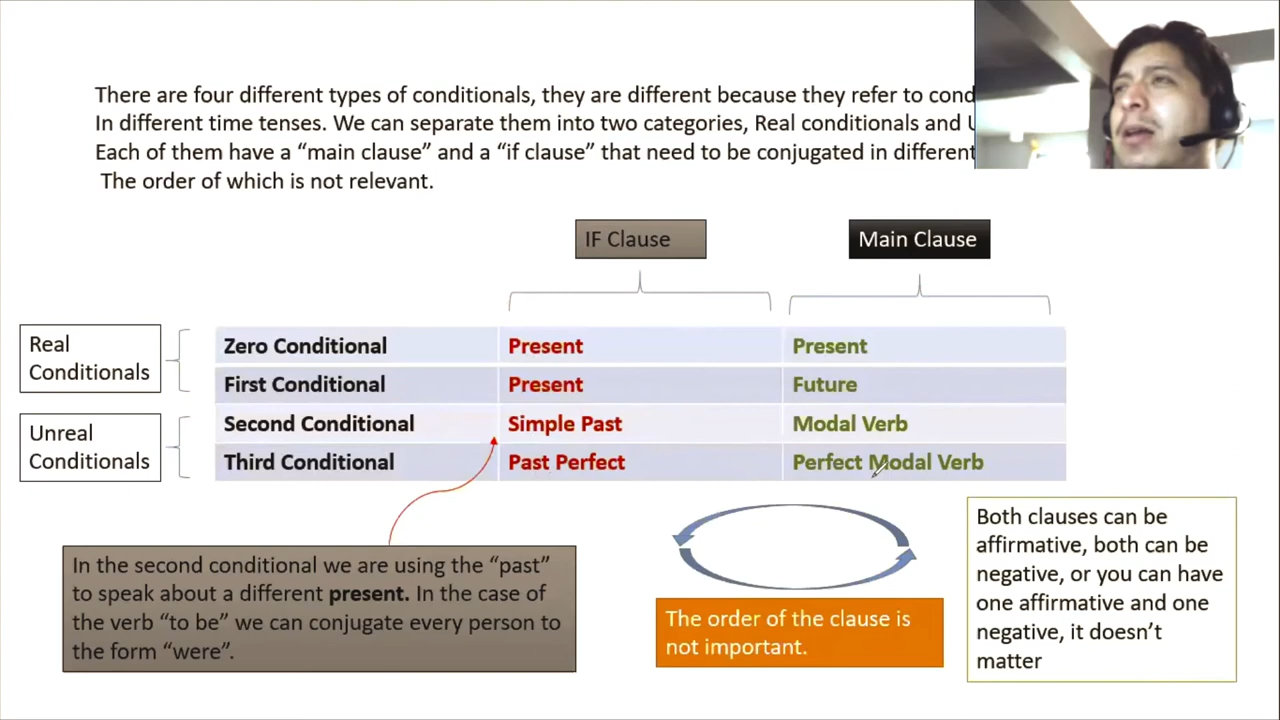 There are four different types of conditionals, they are different because they refer to
In different time tenses. We can separate them into two categories, Real conditionals and
Each of them have a “main clause” and a “if clause” that need to be conjugated in different
The order of which is not relevant.
IF Clause
Main Clause
Real
Conditionals
Zero Conditional Present Present
First Conditional Present Future
Unreal
Conditionals
Second Conditional Simple Past Modal Verb
Third Conditional Past Perfect Perfect Modal Verb
In the second conditional we are using the “past”
to speak about a different present. In the case of
the verb “to be” we can conjugate every person to
the form “were”.
The order of the clause is
not important.
Both clauses can be
affirmative, both can be
negative, or you can have
one affirmative and one
negative, it doesn’t
matter